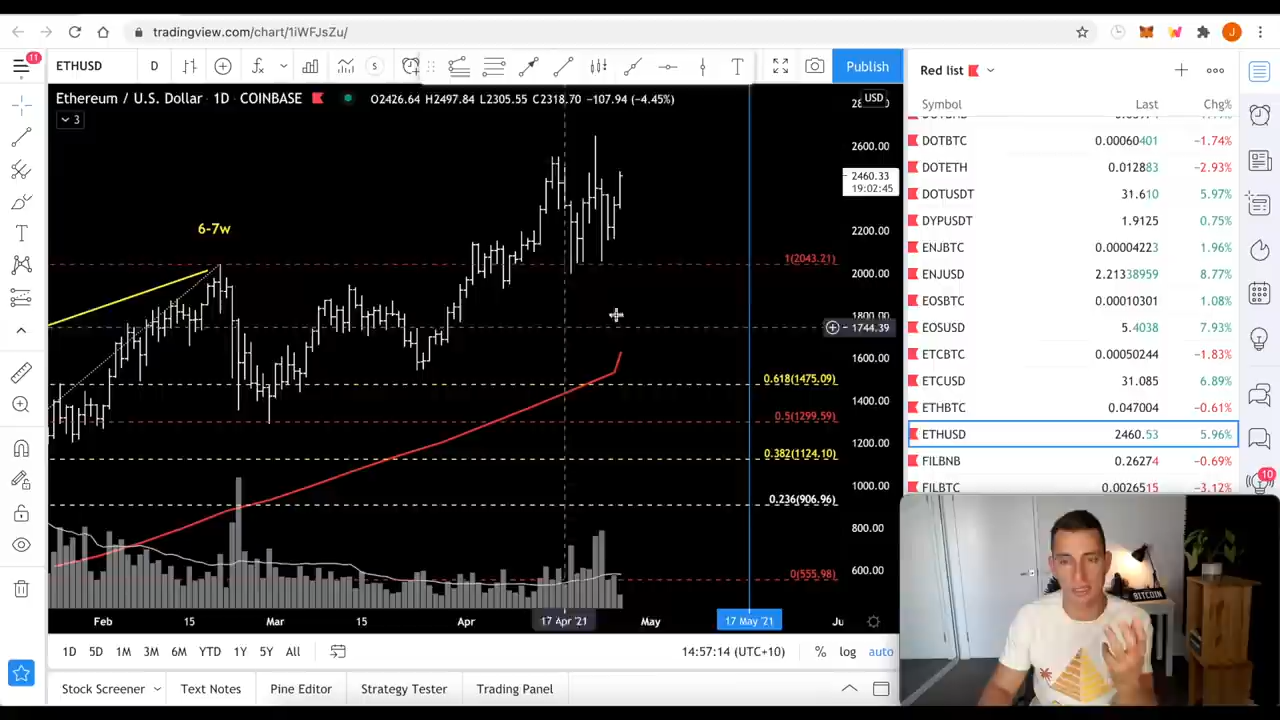 tradingview.com/chart/1iWFJsZu/
J
11
ETHUSD
D
S
T
Publish
Red list
Ethereum / U.S. Dollar · 1D · COINBASE
O2426.64 H2497.84 L2305.55 C2318.70 −107.94 (−4.45%)
3
USD
2600.00
2460.33
19:02:45
2200.00
2000.00
1800.00
1744.39
1600.00
1400.00
1200.00
1000.00
800.00
600.00
6-7w
1(2043.21)
0.618(1475.09)
0.5(1299.59)
0.382(1124.10)
0.236(906.96)
0(555.98)
Feb
15
Mar
15
Apr
17 Apr '21
May
17 May '21
Ju
1D 5D 1M 3M 6M YTD 1Y 5Y All
14:57:14 (UTC+10)
% log auto
Stock Screener
Text Notes
Pine Editor
Strategy Tester
Trading Panel
Symbol Last Chg%
DOTBTC 0.00060401 −1.74%
DOTETH 0.012883 −2.93%
DOTUSDT 31.610 5.97%
DYPUSDT 1.9125 0.75%
ENJBTC 0.00004223 1.96%
ENJUSD 2.21338959 8.77%
EOSBTC 0.00010301 1.08%
EOSUSD 5.4038 7.93%
ETCBTC 0.00050244 −1.83%
ETCUSD 31.085 6.89%
ETHBTC 0.047004 −0.61%
ETHUSD 2460.53 5.96%
FILBNB 0.26274 −0.69%
FILBTC 0.0026515 −3.12%
10
BITCOIN